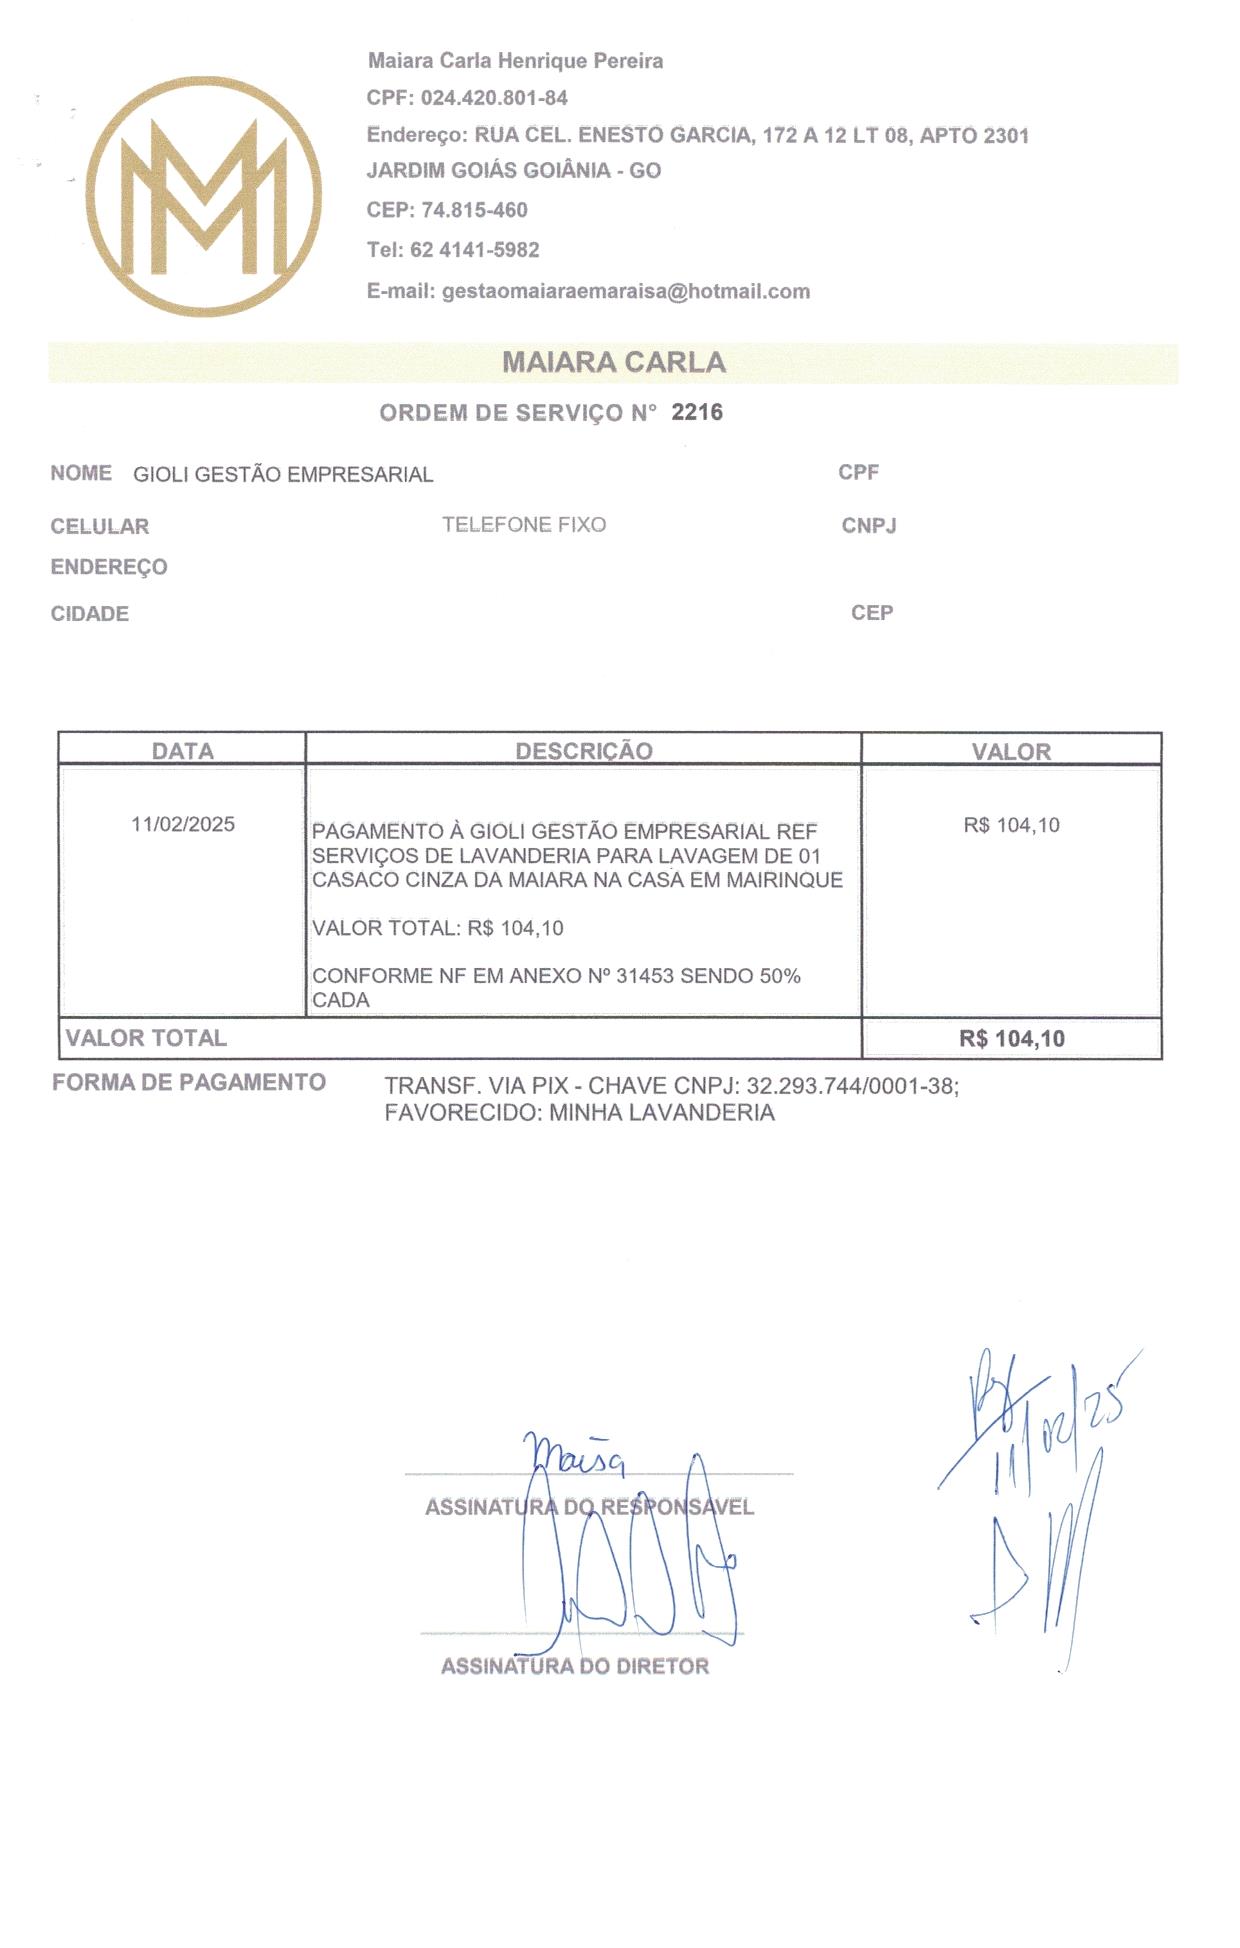 Maiara Carla Henrique Pereira
CPF: 024.420.801-84
Endereço: RUA CEL. ENESTO GARCIA, 172 A 12 LT 08, APTO 2301
JARDIM GOIÁS GOIÂNIA - GO
CEP: 74.815-460
Tel: 62 4141-5982
E-mail: gestaomaiaraemaraisa@hotmail.com
MAIARA CARLA
ORDEM DE SERVIÇO N° 2216
NOME GIOLI GESTÃO EMPRESARIAL CPF
CELULAR TELEFONE FIXO CNPJ
ENDEREÇO
CIDADE CEP
DATA DESCRIÇÃO VALOR
11/02/2025 R$ 104,10
PAGAMENTO À GIOLI GESTÃO EMPRESARIAL REF
SERVIÇOS DE LAVANDERIA PARA LAVAGEM DE 01
CASACO CINZA DA MAIARA NA CASA EM MAIRINQUE
VALOR TOTAL: R$ 104,10
CONFORME NF EM ANEXO Nº 31453 SENDO 50%
CADA
VALOR TOTAL R$ 104,10
FORMA DE PAGAMENTO TRANSF. VIA PIX - CHAVE CNPJ: 32.293.744/0001-38;
FAVORECIDO: MINHA LAVANDERIA
11/02/25
ASSINATURA DO RESPONSÁVEL
ASSINATURA DO DIRETOR